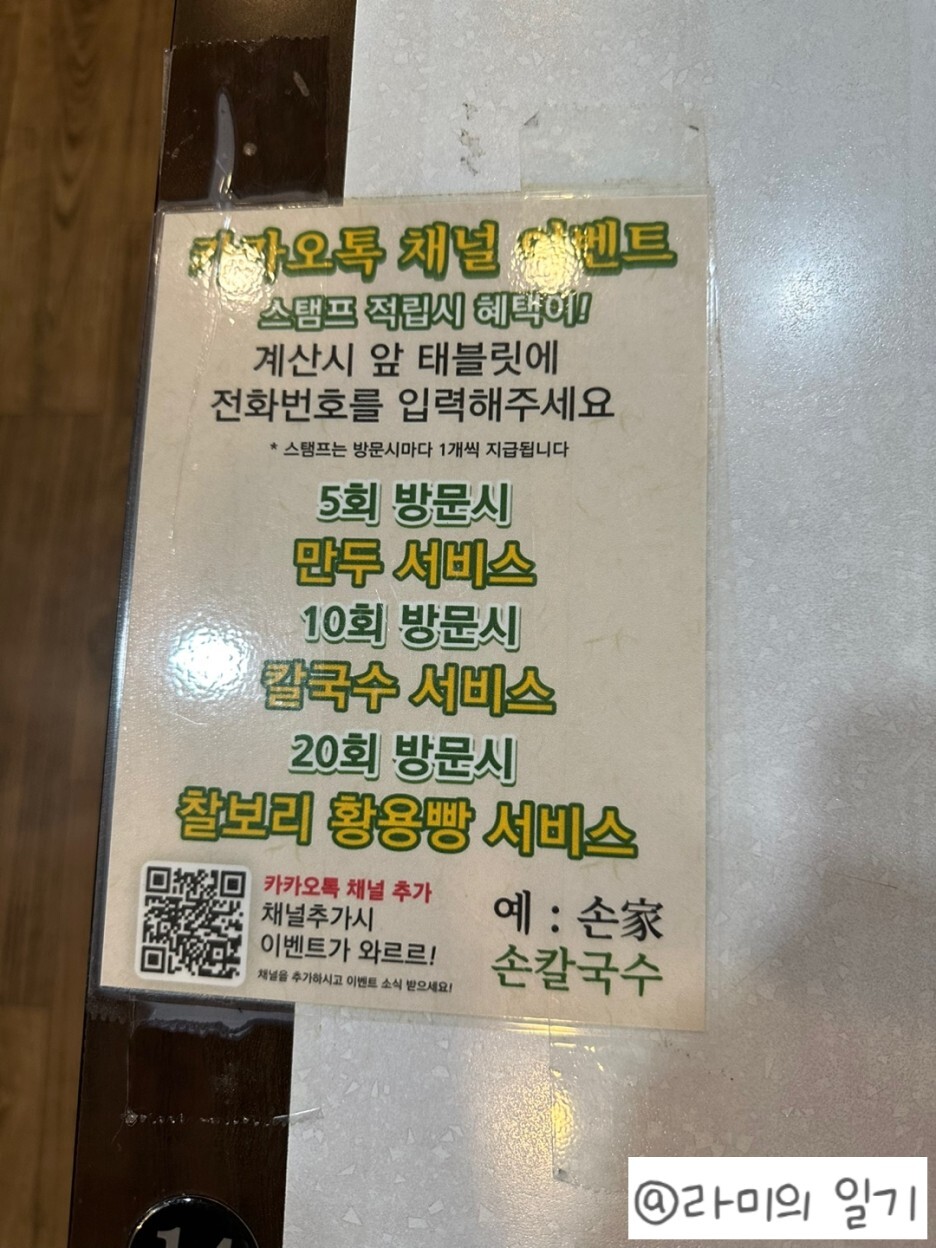 카카오톡 채널 이벤트
스탬프 적립시 혜택이!
계산시 앞 태블릿에
전화번호를 입력해주세요
* 스탬프는 방문시마다 1개씩 지급됩니다
5회 방문시
만두 서비스
10회 방문시
칼국수 서비스
20회 방문시
찰보리 황용빵 서비스
카카오톡 채널 추가
채널추가시
이벤트가 와르르!
채널을 추가하시고 이벤트 소식 받으세요!
예 : 손家
손칼국수
@라미의 일기